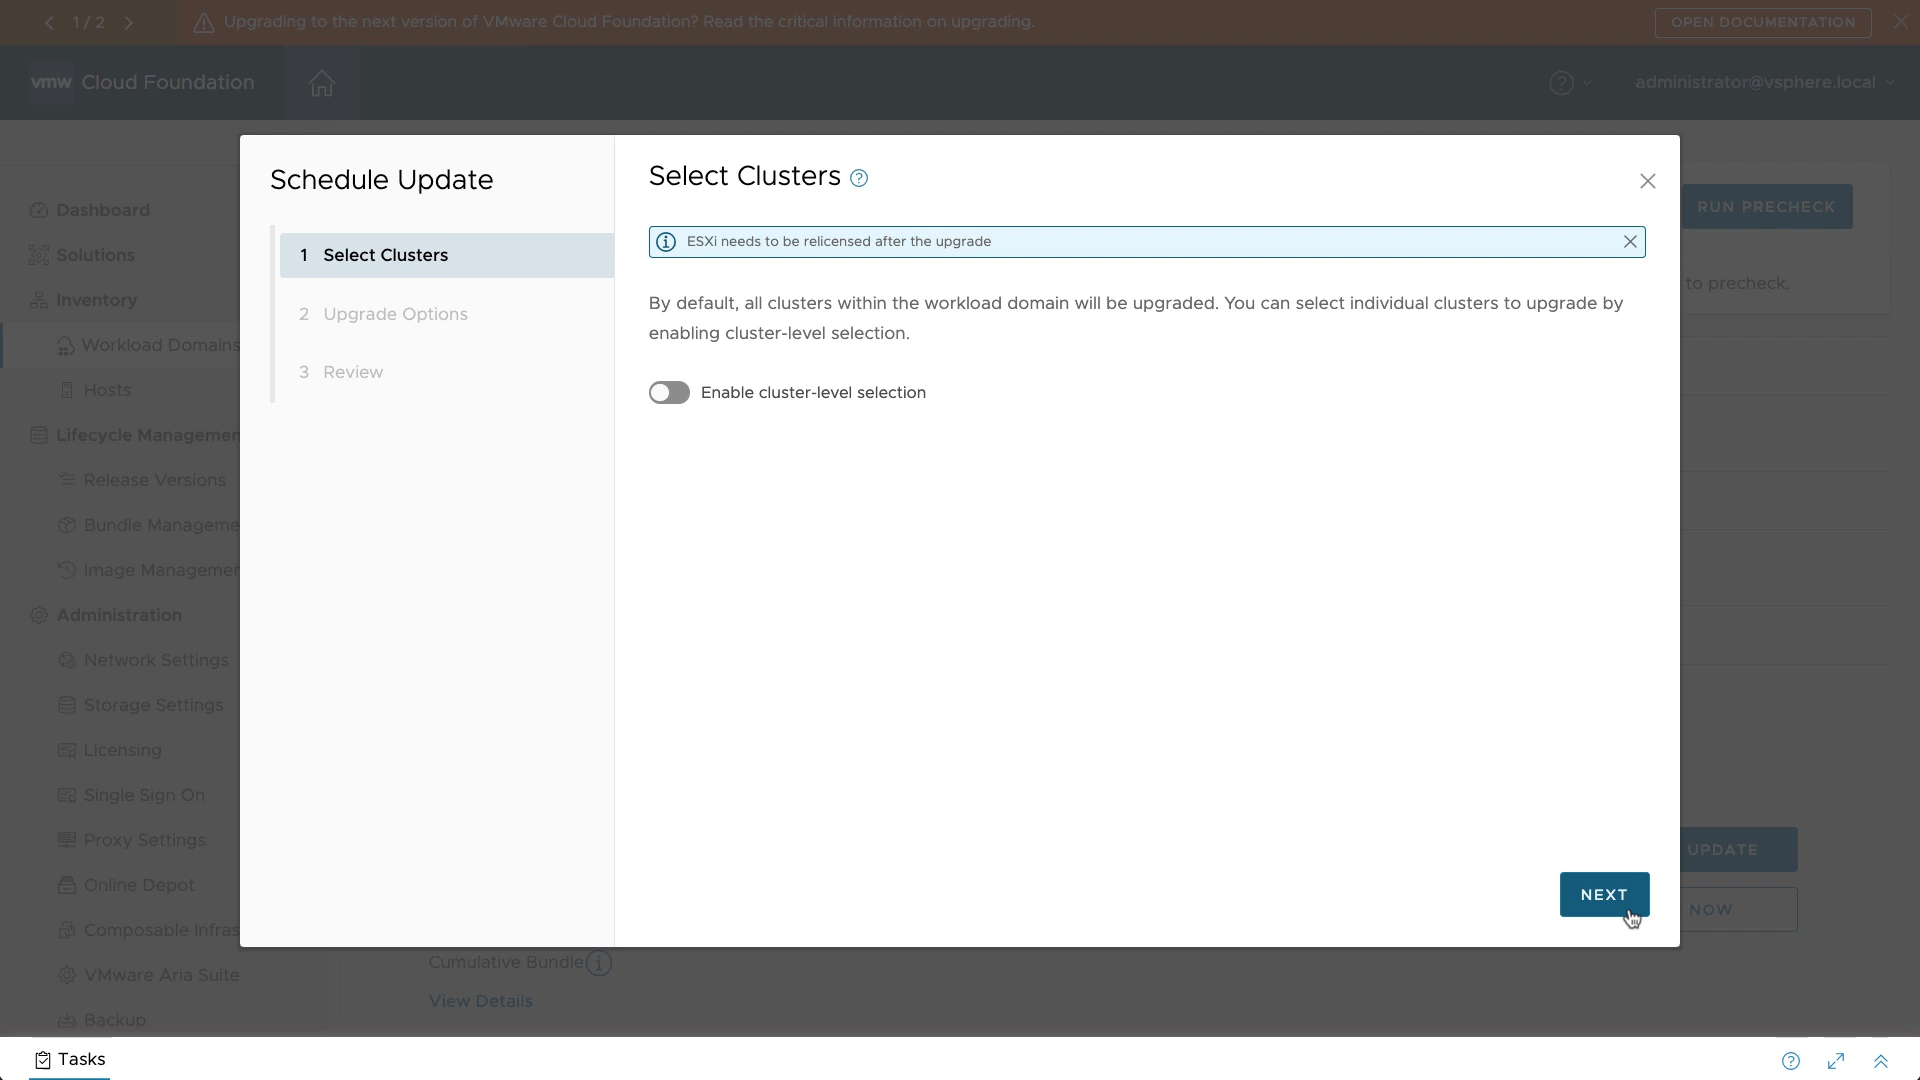 1 / 2
Upgrading to the next version of VMware Cloud Foundation? Read the critical information on upgrading.
OPEN DOCUMENTATION
vmw Cloud Foundation
administrator@vsphere.local
Schedule Update
1 Select Clusters
2 Upgrade Options
3 Review
Select Clusters
ESXi needs to be relicensed after the upgrade
By default, all clusters within the workload domain will be upgraded. You can select individual clusters to upgrade by
enabling cluster-level selection.
Enable cluster-level selection
NEXT
RUN PRECHECK
to precheck.
UPDATE
NOW
Dashboard
Solutions
Inventory
Workload Domains
Hosts
Lifecycle Managemen
Release Versions
Bundle Manageme
Image Managemen
Administration
Network Settings
Storage Settings
Licensing
Single Sign On
Proxy Settings
Online Depot
Composable Infras
VMware Aria Suite
Backup
Cumulative Bundle
View Details
Tasks